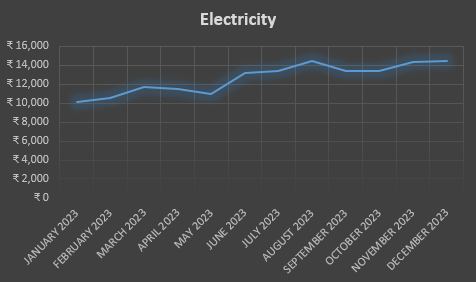 Electricity
₹ 16,000
₹ 14,000
₹ 12,000
₹ 10,000
₹ 8,000
₹ 6,000
₹ 4,000
₹ 2,000
₹ 0
JANUARY 2023
FEBRUARY 2023
MARCH 2023
APRIL 2023
MAY 2023
JUNE 2023
JULY 2023
AUGUST 2023
SEPTEMBER 2023
OCTOBER 2023
NOVEMBER 2023
DECEMBER 2023